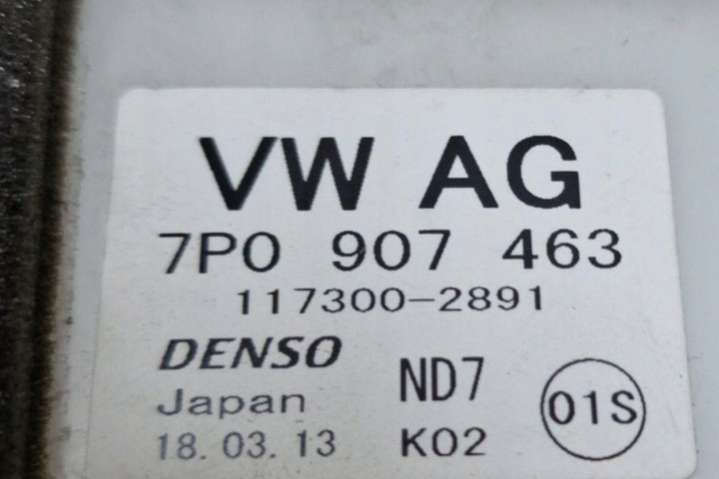 VW AG
7P0 907 463
117300-2891
DENSO ND7
Japan 01S
18.03.13 K02